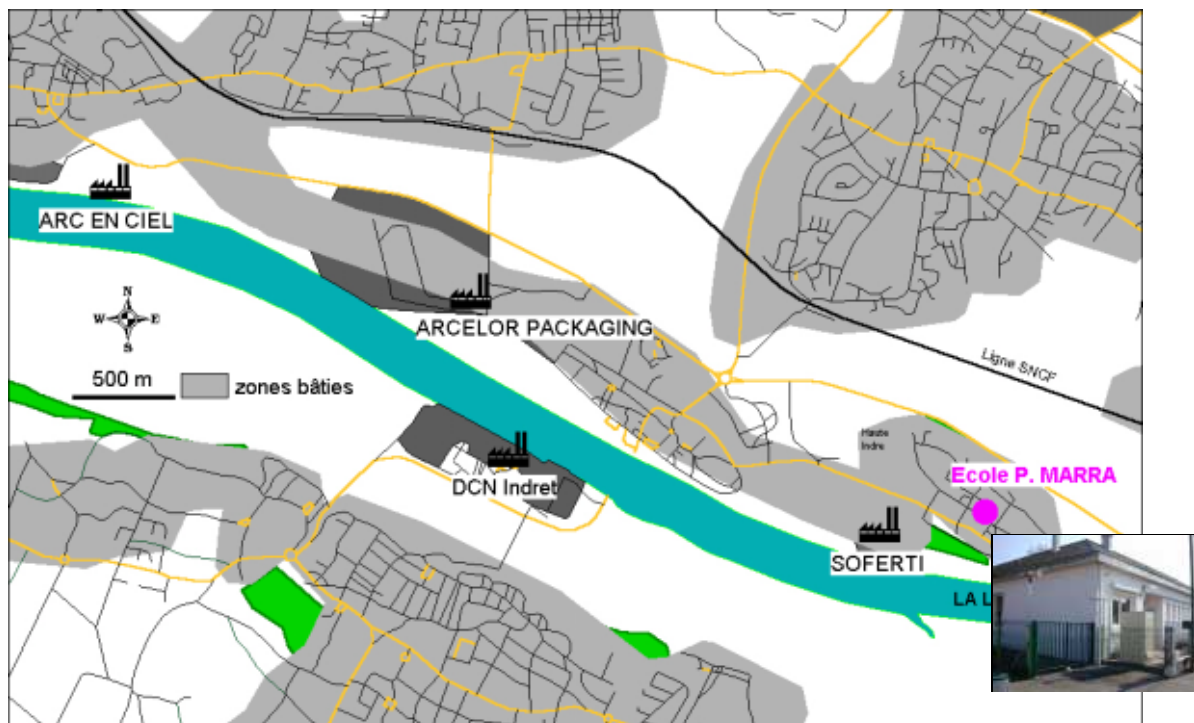 ARC EN CIEL
N
W E
S
ARCELOR PACKAGING
500 m
zones bâties
Ligne SNCF
Haute
Indre
Ecole P. MARRA
DCN Indret
SOFERTI
LA L